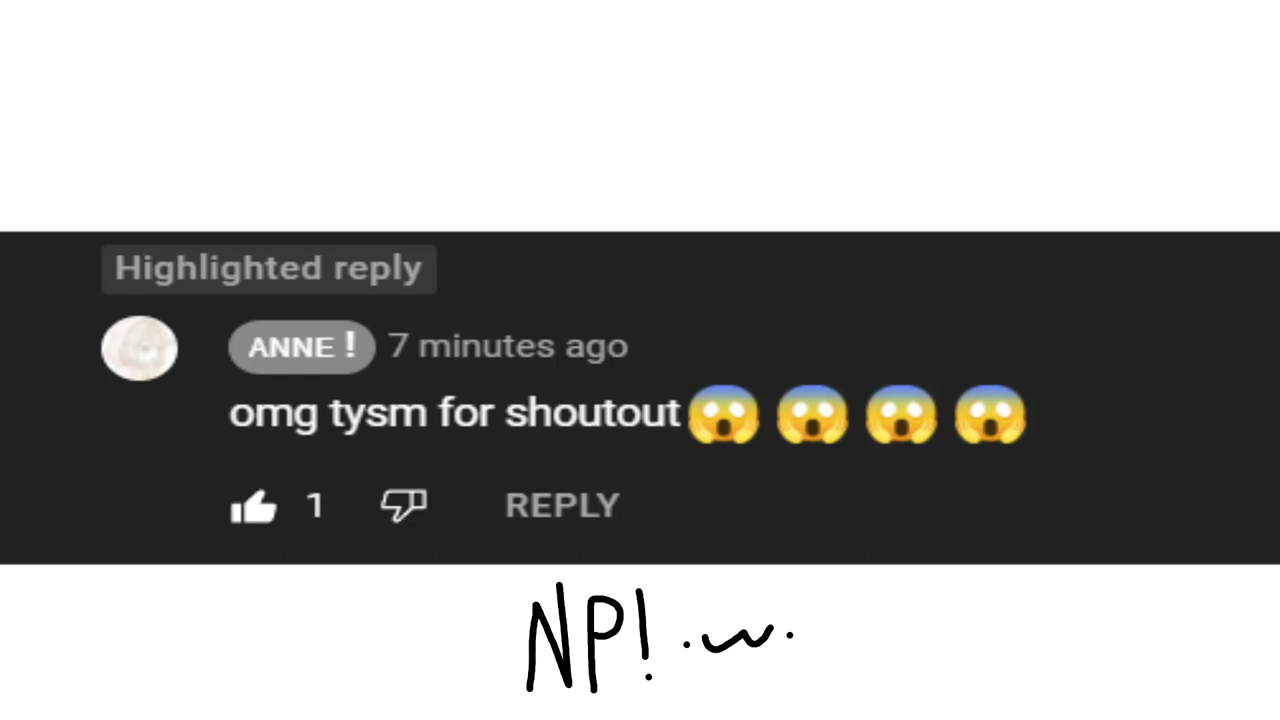 Highlighted reply
ANNE ! 7 minutes ago
omg tysm for shoutout😱😱😱😱
1 REPLY
NP! .w.